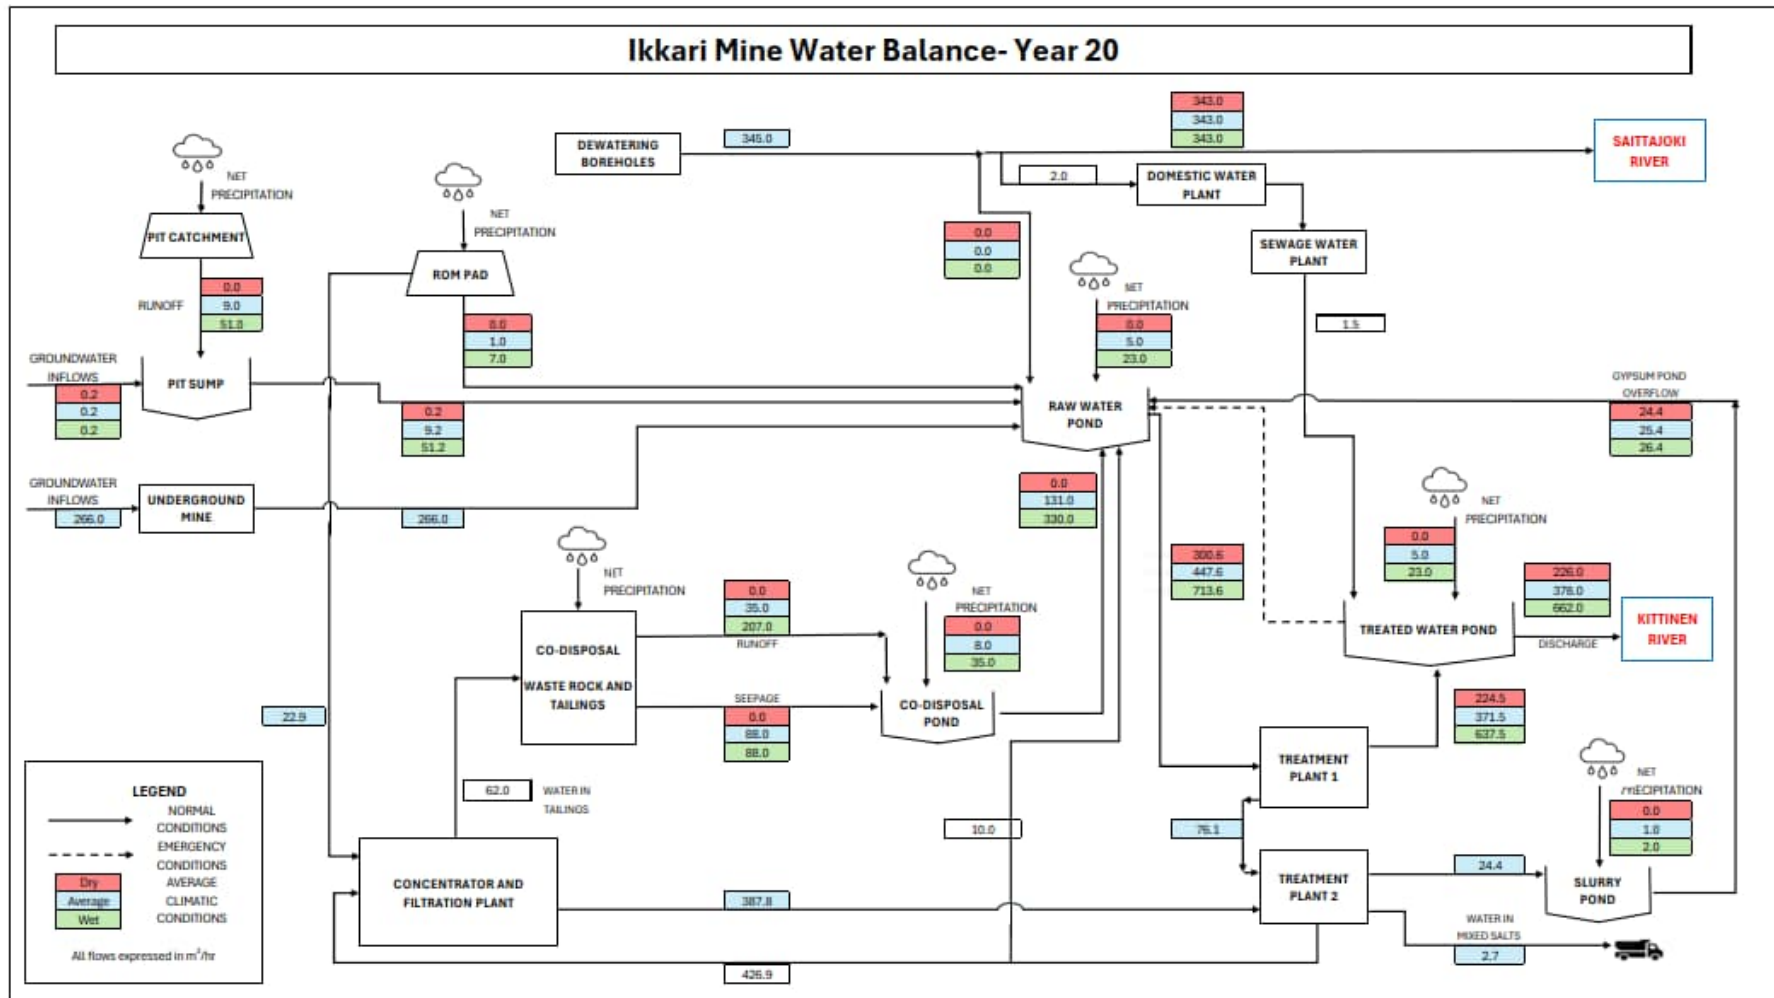 Ikkari Mine Water Balance- Year 20
343.0
343.0
343.0
DEWATERING
BOREHOLES
345.0
SAITTAJOKI
RIVER
2.0
DOMESTIC WATER
PLANT
NET
PRECIPITATION
PIT CATCHMENT
NET
PRECIPITATION
ROM PAD
0.0
0.0
0.0
SEWAGE WATER
PLANT
RUNOFF
0.0
9.0
51.0
NET
PRECIPITATION
0.0
5.0
23.0
0.0
1.0
7.0
1.5
GROUNDWATER
INFLOWS
0.2
0.2
0.2
PIT SUMP
0.2
9.2
51.2
RAW WATER
POND
GYPSUM POND
OVERFLOW
24.4
25.4
26.4
GROUNDWATER
INFLOWS
266.0
UNDERGROUND
MINE
266.0
0.0
131.0
330.0
NET
PRECIPITATION
0.0
5.0
23.0
NET
PRECIPITATION
0.0
35.0
207.0
RUNOFF
NET
PRECIPITATION
0.0
8.0
35.0
300.6
447.6
713.6
226.0
378.0
662.0
DISCHARGE
KITTINEN
RIVER
TREATED WATER POND
CO-DISPOSAL
WASTE ROCK AND
TAILINGS
SEEPAGE
0.0
88.0
88.0
CO-DISPOSAL
POND
224.5
371.5
637.5
22.9
TREATMENT
PLANT 1
NET
PRECIPITATION
0.0
1.0
2.0
62.0
WATER IN
TAILINGS
10.0
76.1
LEGEND
NORMAL
CONDITIONS
EMERGENCY
CONDITIONS
Dry
Average
Wet
AVERAGE
CLIMATIC
CONDITIONS
All flows expressed in m³/hr
CONCENTRATOR AND
FILTRATION PLANT
387.8
TREATMENT
PLANT 2
24.4
SLURRY
POND
WATER IN
MIXED SALTS
2.7
426.9